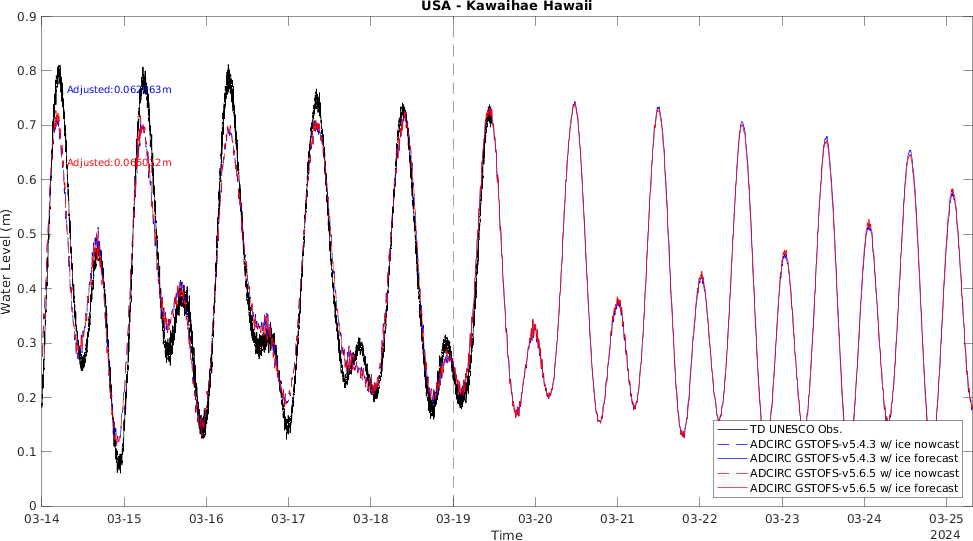 USA - Kawaihae Hawaii
0.9
0.8
0.7
0.6
0.5
0.4
0.3
0.2
0.1
0
Water Level (m)
03-14
03-15
03-16
03-17
03-18
03-19
03-20
03-21
03-22
03-23
03-24
03-25
2024
Time
TD UNESCO Obs.
ADCIRC GSTOFS-v5.4.3 w/ ice nowcast
ADCIRC GSTOFS-v5.4.3 w/ ice forecast
ADCIRC GSTOFS-v5.6.5 w/ ice nowcast
ADCIRC GSTOFS-v5.6.5 w/ ice forecast